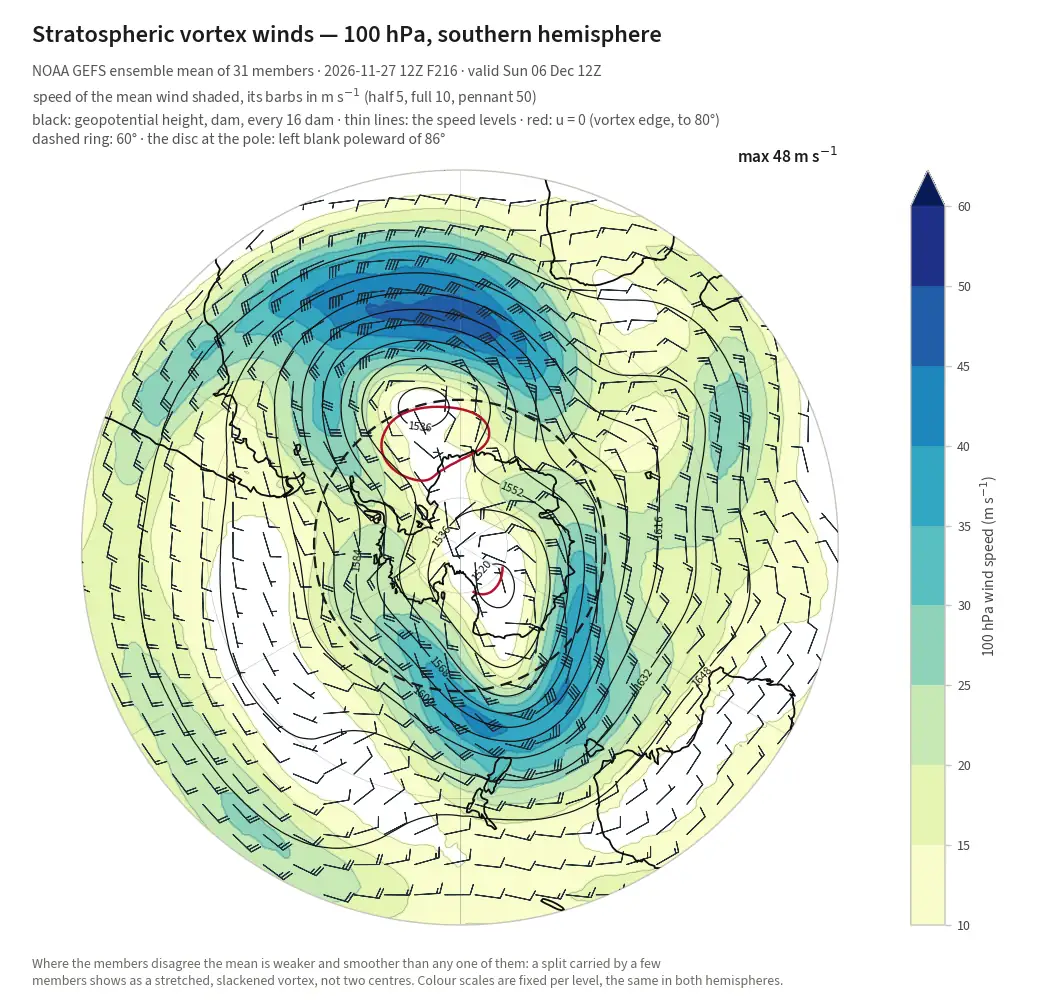 Stratospheric vortex winds — 100 hPa, southern hemisphere
NOAA GEFS ensemble mean of 31 members · 2026-11-27 12Z F216 · valid Sun 06 Dec 12Z
speed of the mean wind shaded, its barbs in m s⁻¹ (half 5, full 10, pennant 50)
black: geopotential height, dam, every 16 dam · thin lines: the speed levels · red: u = 0 (vortex edge, to 80°)
dashed ring: 60° · the disc at the pole: left blank poleward of 86°
max 48 m s⁻¹
60
50
45
40
35
30
25
20
15
10
100 hPa wind speed (m s⁻¹)
1536
1552
1536
1520
1584
1616
1568
1600
1632
1648
Where the members disagree the mean is weaker and smoother than any one of them: a split carried by a few
members shows as a stretched, slackened vortex, not two centres. Colour scales are fixed per level, the same in both hemispheres.